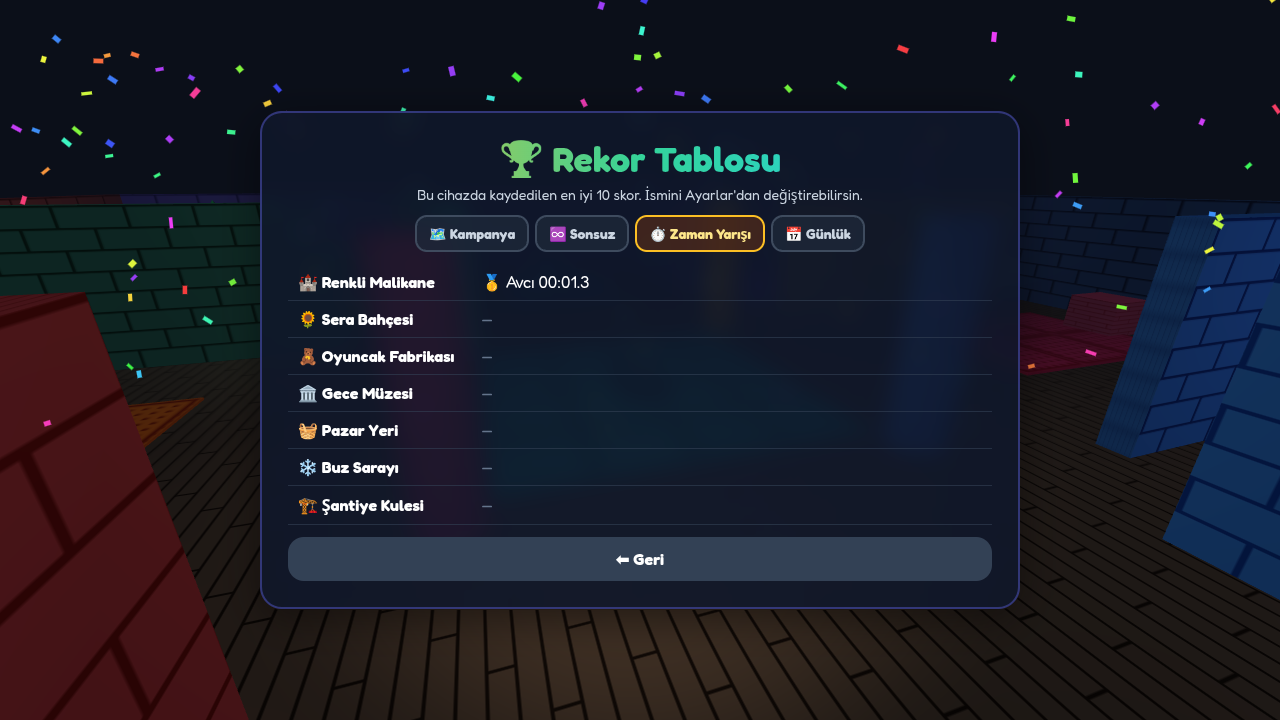 🏆 Rekor Tablosu
Bu cihazda kaydedilen en iyi 10 skor. İsmini Ayarlar'dan değiştirebilirsin.
🗺️ Kampanya ♾️ Sonsuz ⏱️ Zaman Yarışı 📅 Günlük
🏰 Renkli Malikane 🥇 Avcı 00:01.3
🌻 Sera Bahçesi –
🧸 Oyuncak Fabrikası –
🏛️ Gece Müzesi –
🧺 Pazar Yeri –
❄️ Buz Sarayı –
🏗️ Şantiye Kulesi –
⬅ Geri